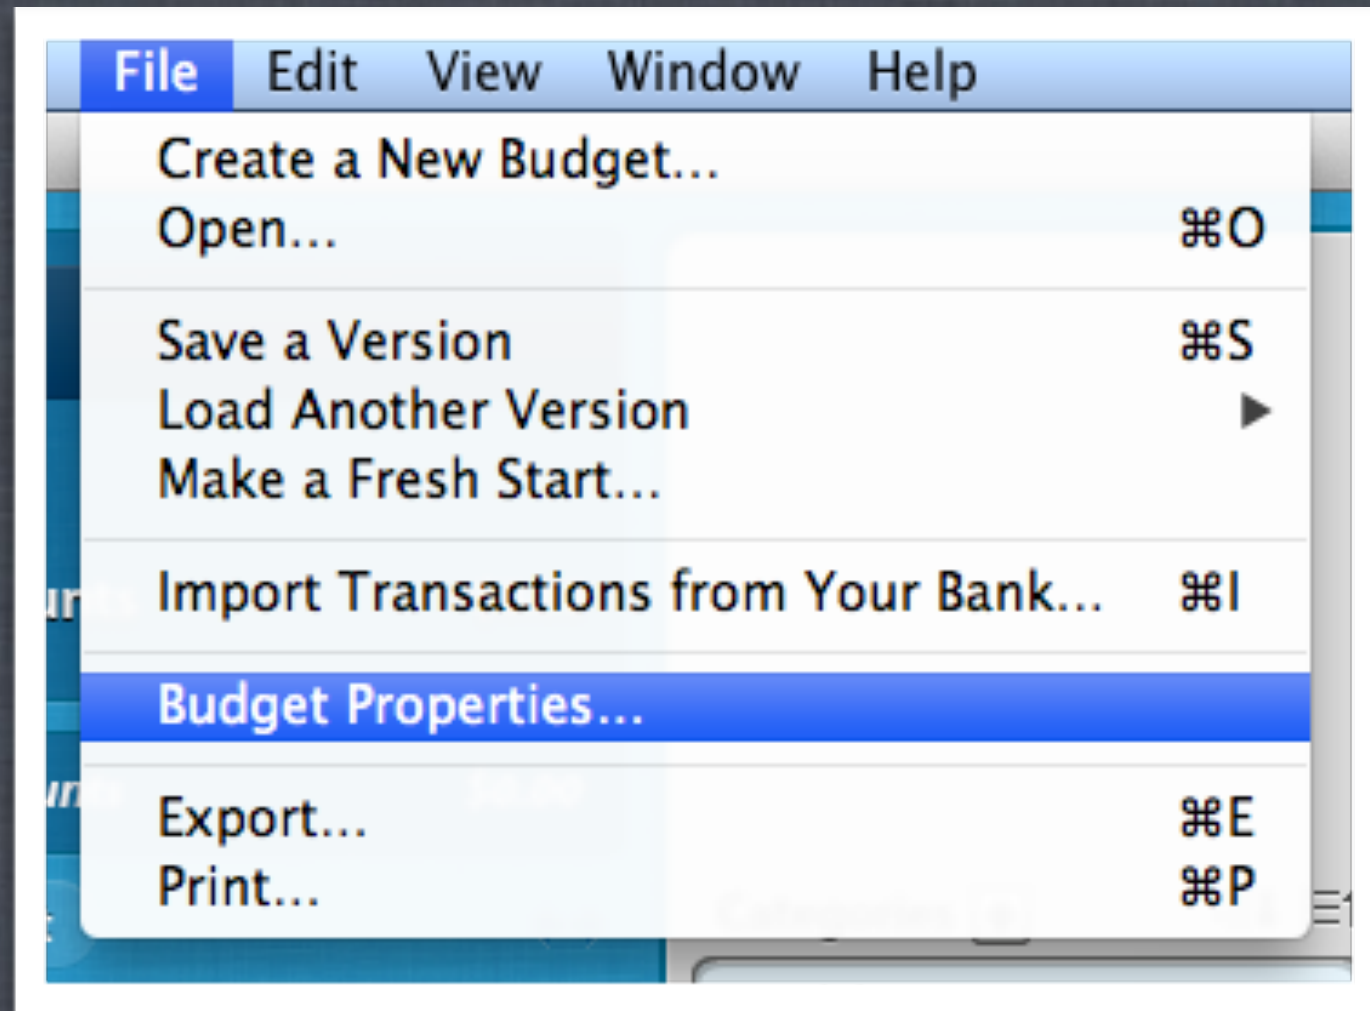 File Edit View Window Help
Create a New Budget...
Open... ⌘O
Save a Version ⌘S
Load Another Version ▶
Make a Fresh Start...
Import Transactions from Your Bank... ⌘I
Budget Properties...
Export... ⌘E
Print... ⌘P
Categories